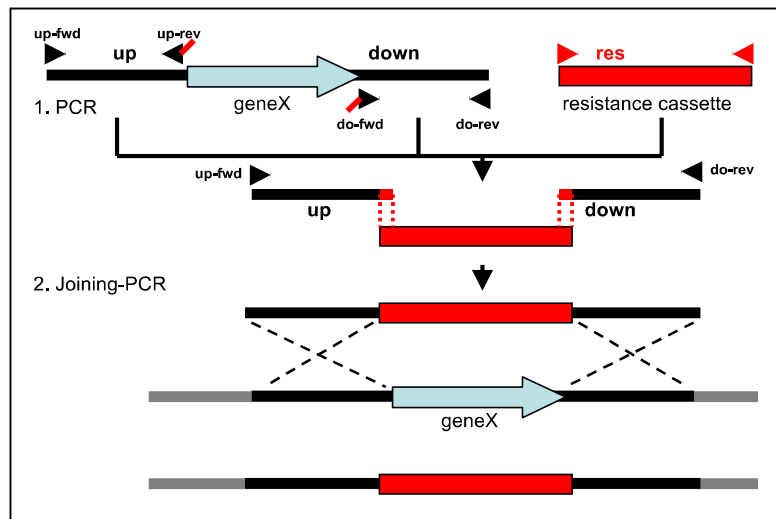 up-fwd
up-rev
up
down
res
geneX
resistance cassette
1. PCR
do-fwd
do-rev
up-fwd
do-rev
up
down
2. Joining-PCR
geneX